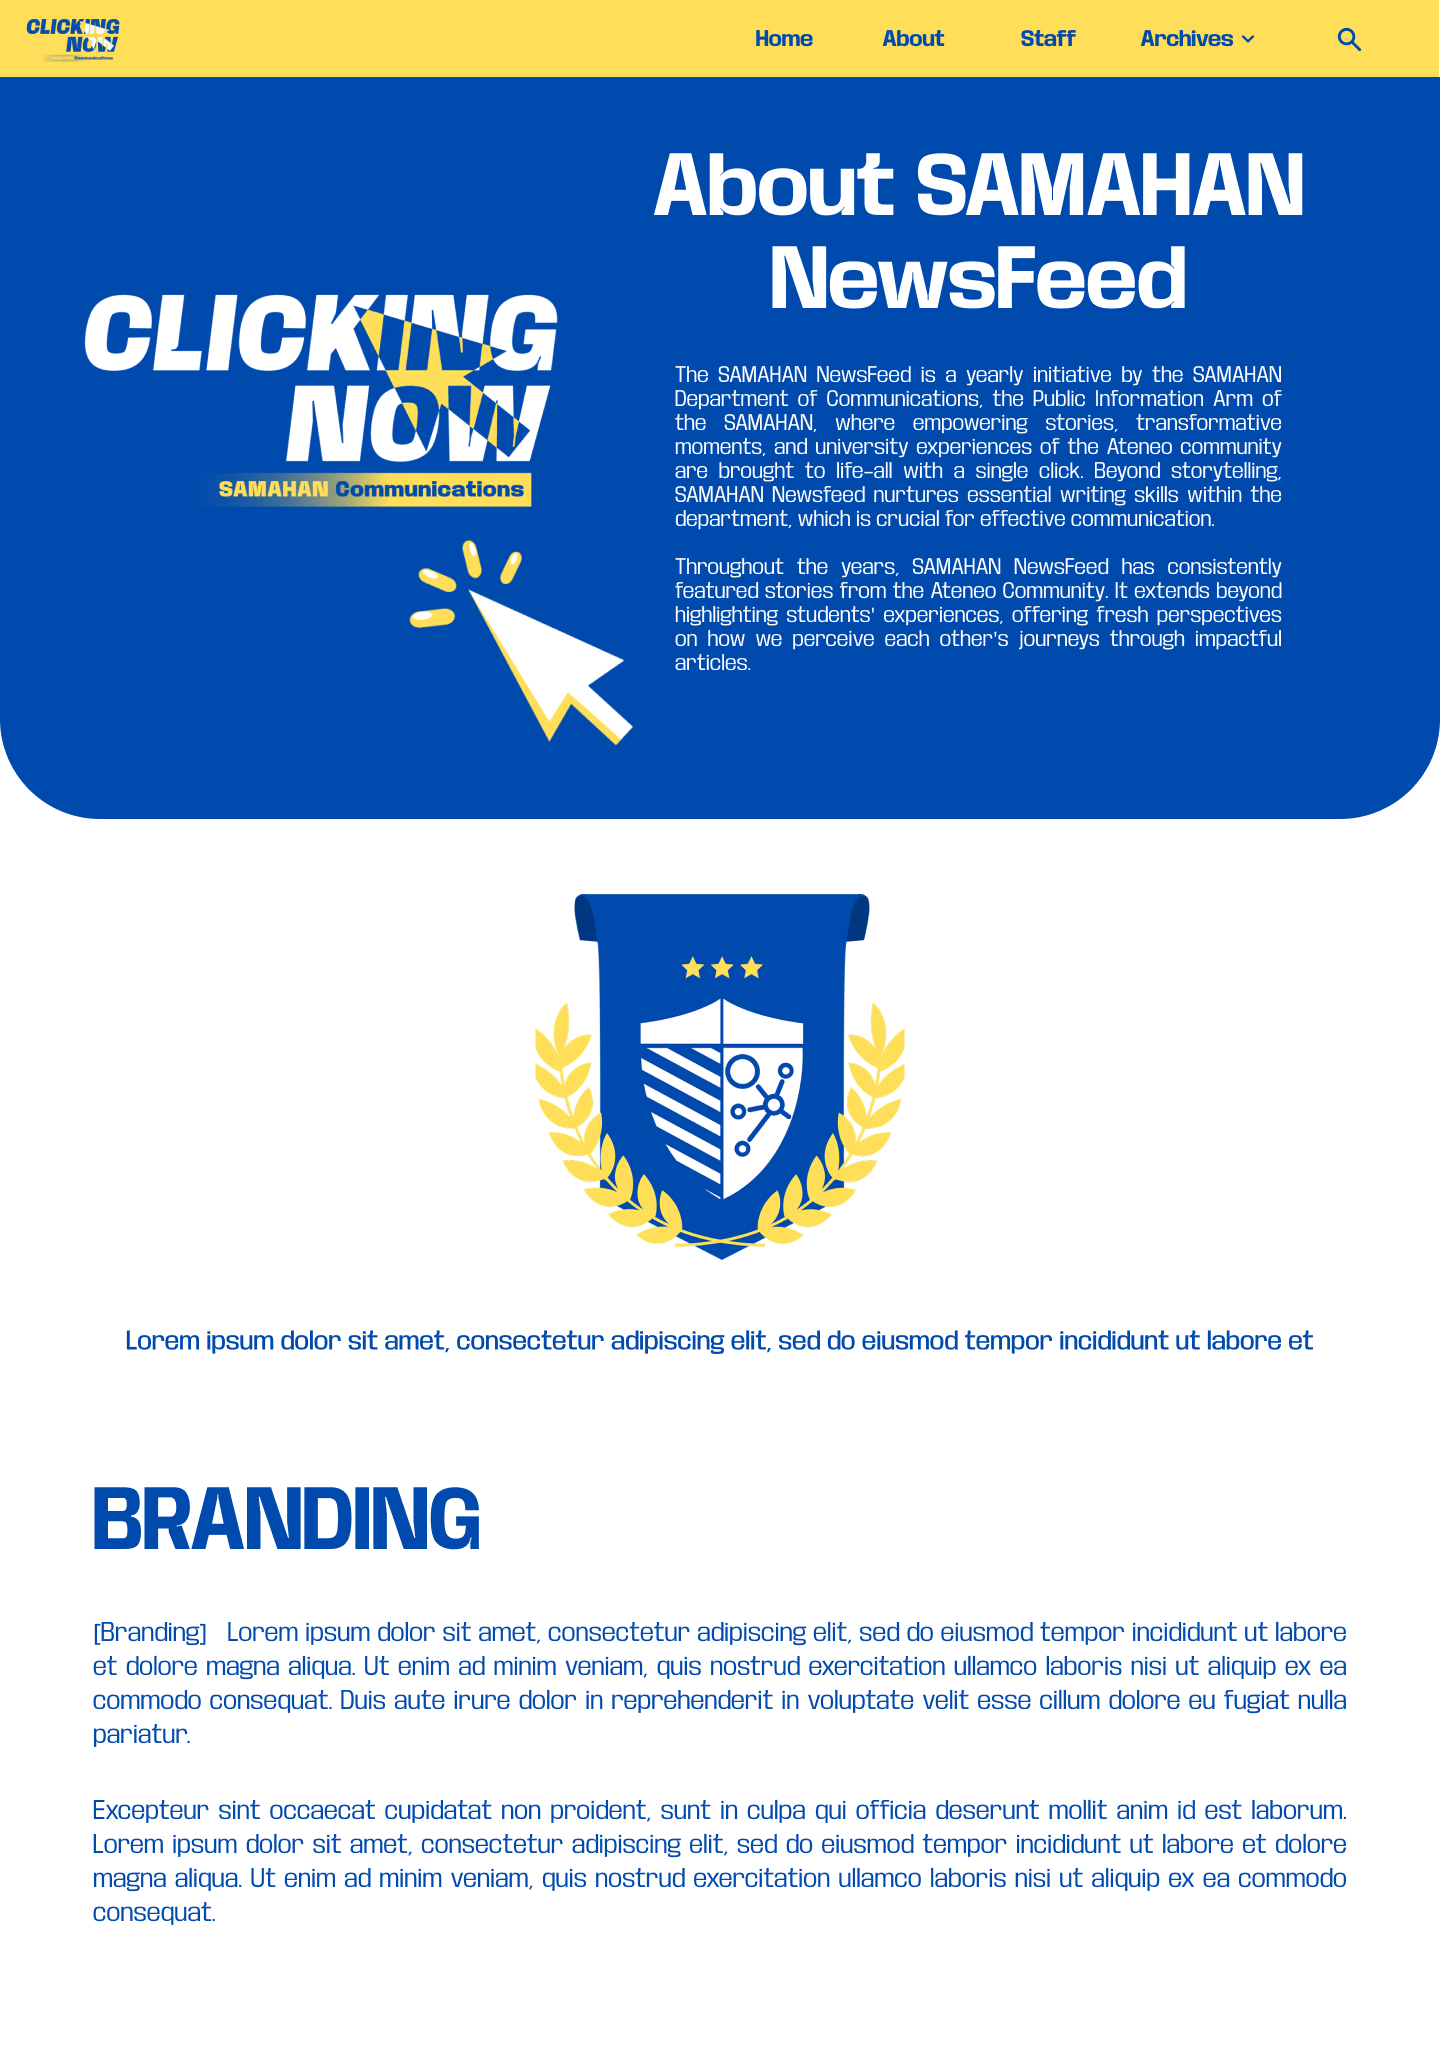 CLICKING
NOW
SAMAHAN Communications
Home About Staff Archives
About SAMAHAN
NewsFeed
CLICKING
NOW
SAMAHAN Communications
The SAMAHAN NewsFeed is a yearly initiative by the SAMAHAN
Department of Communications, the Public Information Arm of
the SAMAHAN, where empowering stories, transformative
moments, and university experiences of the Ateneo community
are brought to life-all with a single click. Beyond storytelling,
SAMAHAN Newsfeed nurtures essential writing skills within the
department, which is crucial for effective communication.
Throughout the years, SAMAHAN NewsFeed has consistently
featured stories from the Ateneo Community. It extends beyond
highlighting students' experiences, offering fresh perspectives
on how we perceive each other's journeys through impactful
articles.
Lorem ipsum dolor sit amet, consectetur adipiscing elit, sed do eiusmod tempor incididunt ut labore et
BRANDING
[Branding] Lorem ipsum dolor sit amet, consectetur adipiscing elit, sed do eiusmod tempor incididunt ut labore
et dolore magna aliqua. Ut enim ad minim veniam, quis nostrud exercitation ullamco laboris nisi ut aliquip ex ea
commodo consequat. Duis aute irure dolor in reprehenderit in voluptate velit esse cillum dolore eu fugiat nulla
pariatur.
Excepteur sint occaecat cupidatat non proident, sunt in culpa qui officia deserunt mollit anim id est laborum.
Lorem ipsum dolor sit amet, consectetur adipiscing elit, sed do eiusmod tempor incididunt ut labore et dolore
magna aliqua. Ut enim ad minim veniam, quis nostrud exercitation ullamco laboris nisi ut aliquip ex ea commodo
consequat.